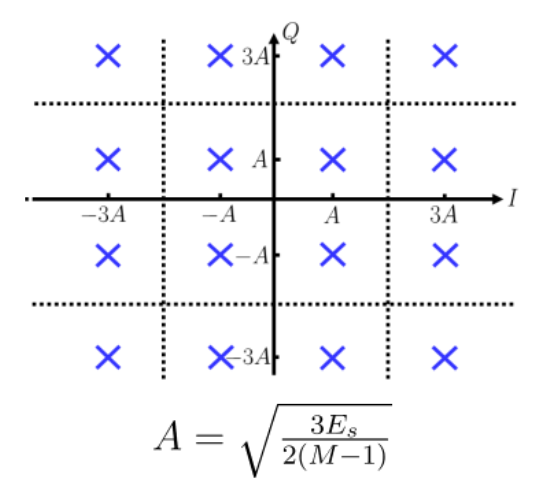 Q
3A
A
I
−3A
−A
A
3A
−A
−3A
A = √(3E_s / 2(M−1))